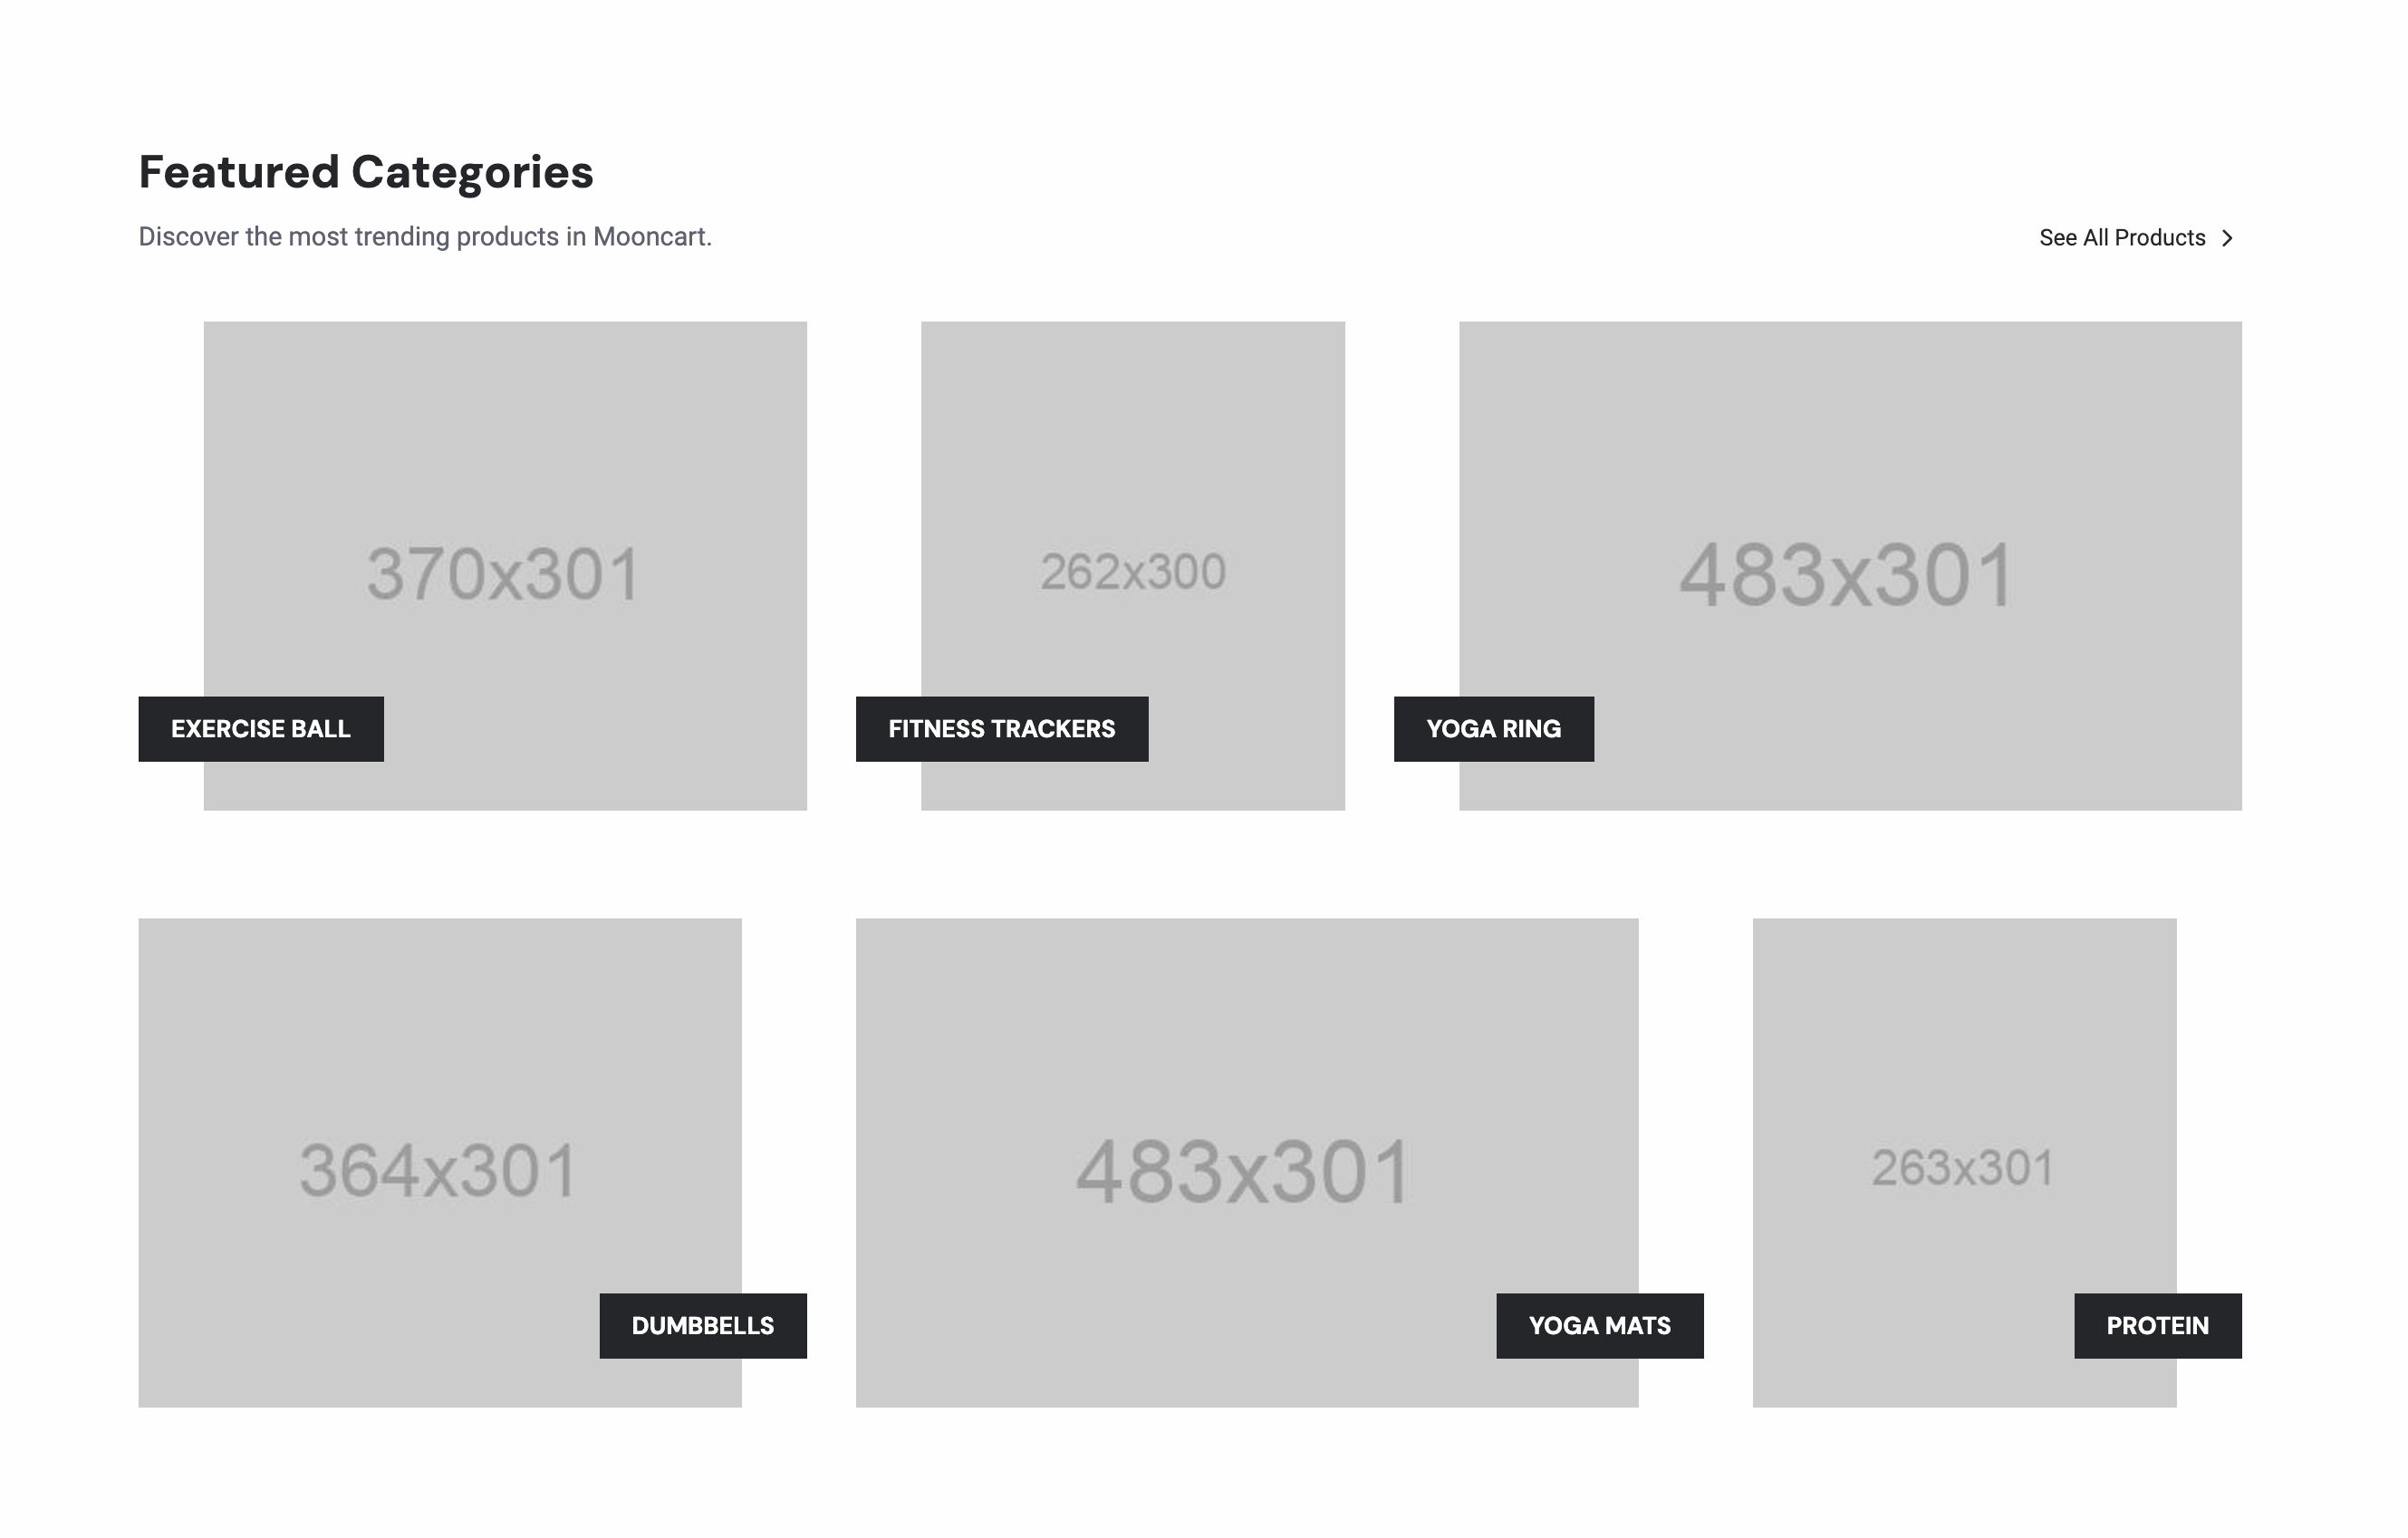 Featured Categories
Discover the most trending products in Mooncart.
See All Products
370x301
262x300
483x301
EXERCISE BALL
FITNESS TRACKERS
YOGA RING
364x301
483x301
263x301
DUMBBELLS
YOGA MATS
PROTEIN